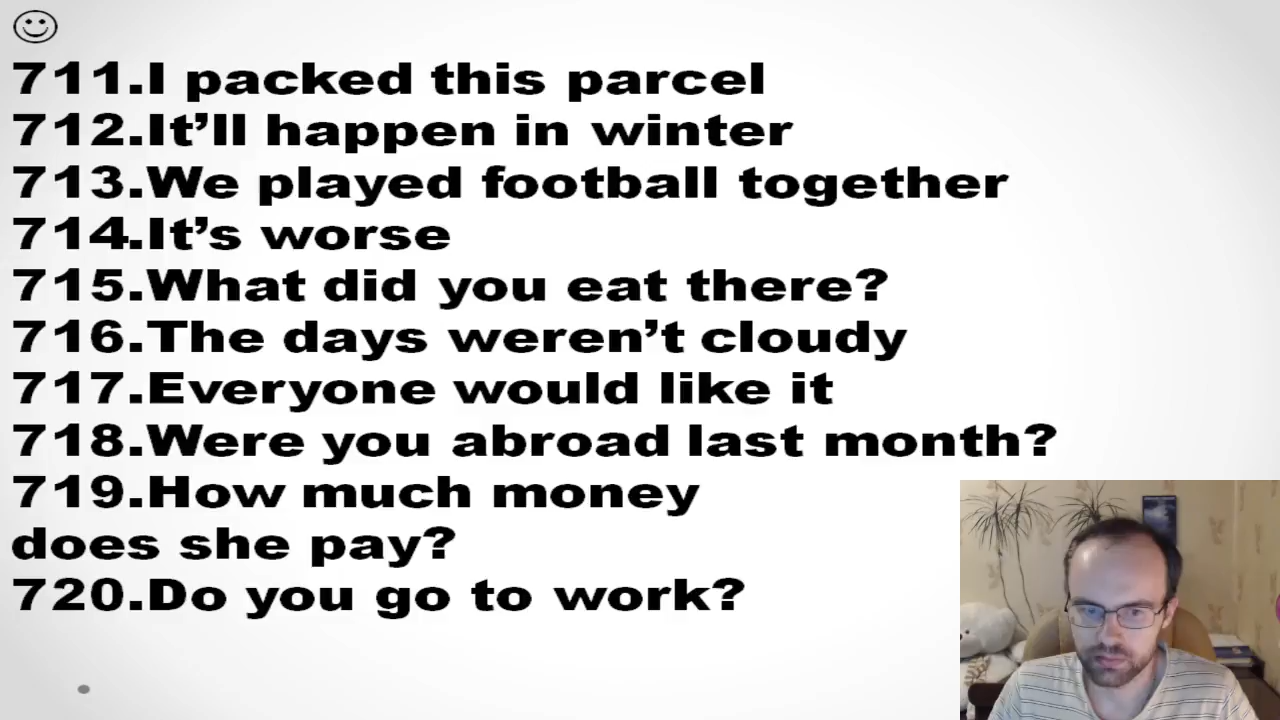 711.I packed this parcel
712.It’ll happen in winter
713.We played football together
714.It’s worse
715.What did you eat there?
716.The days weren’t cloudy
717.Everyone would like it
718.Were you abroad last month?
719.How much money
does she pay?
720.Do you go to work?